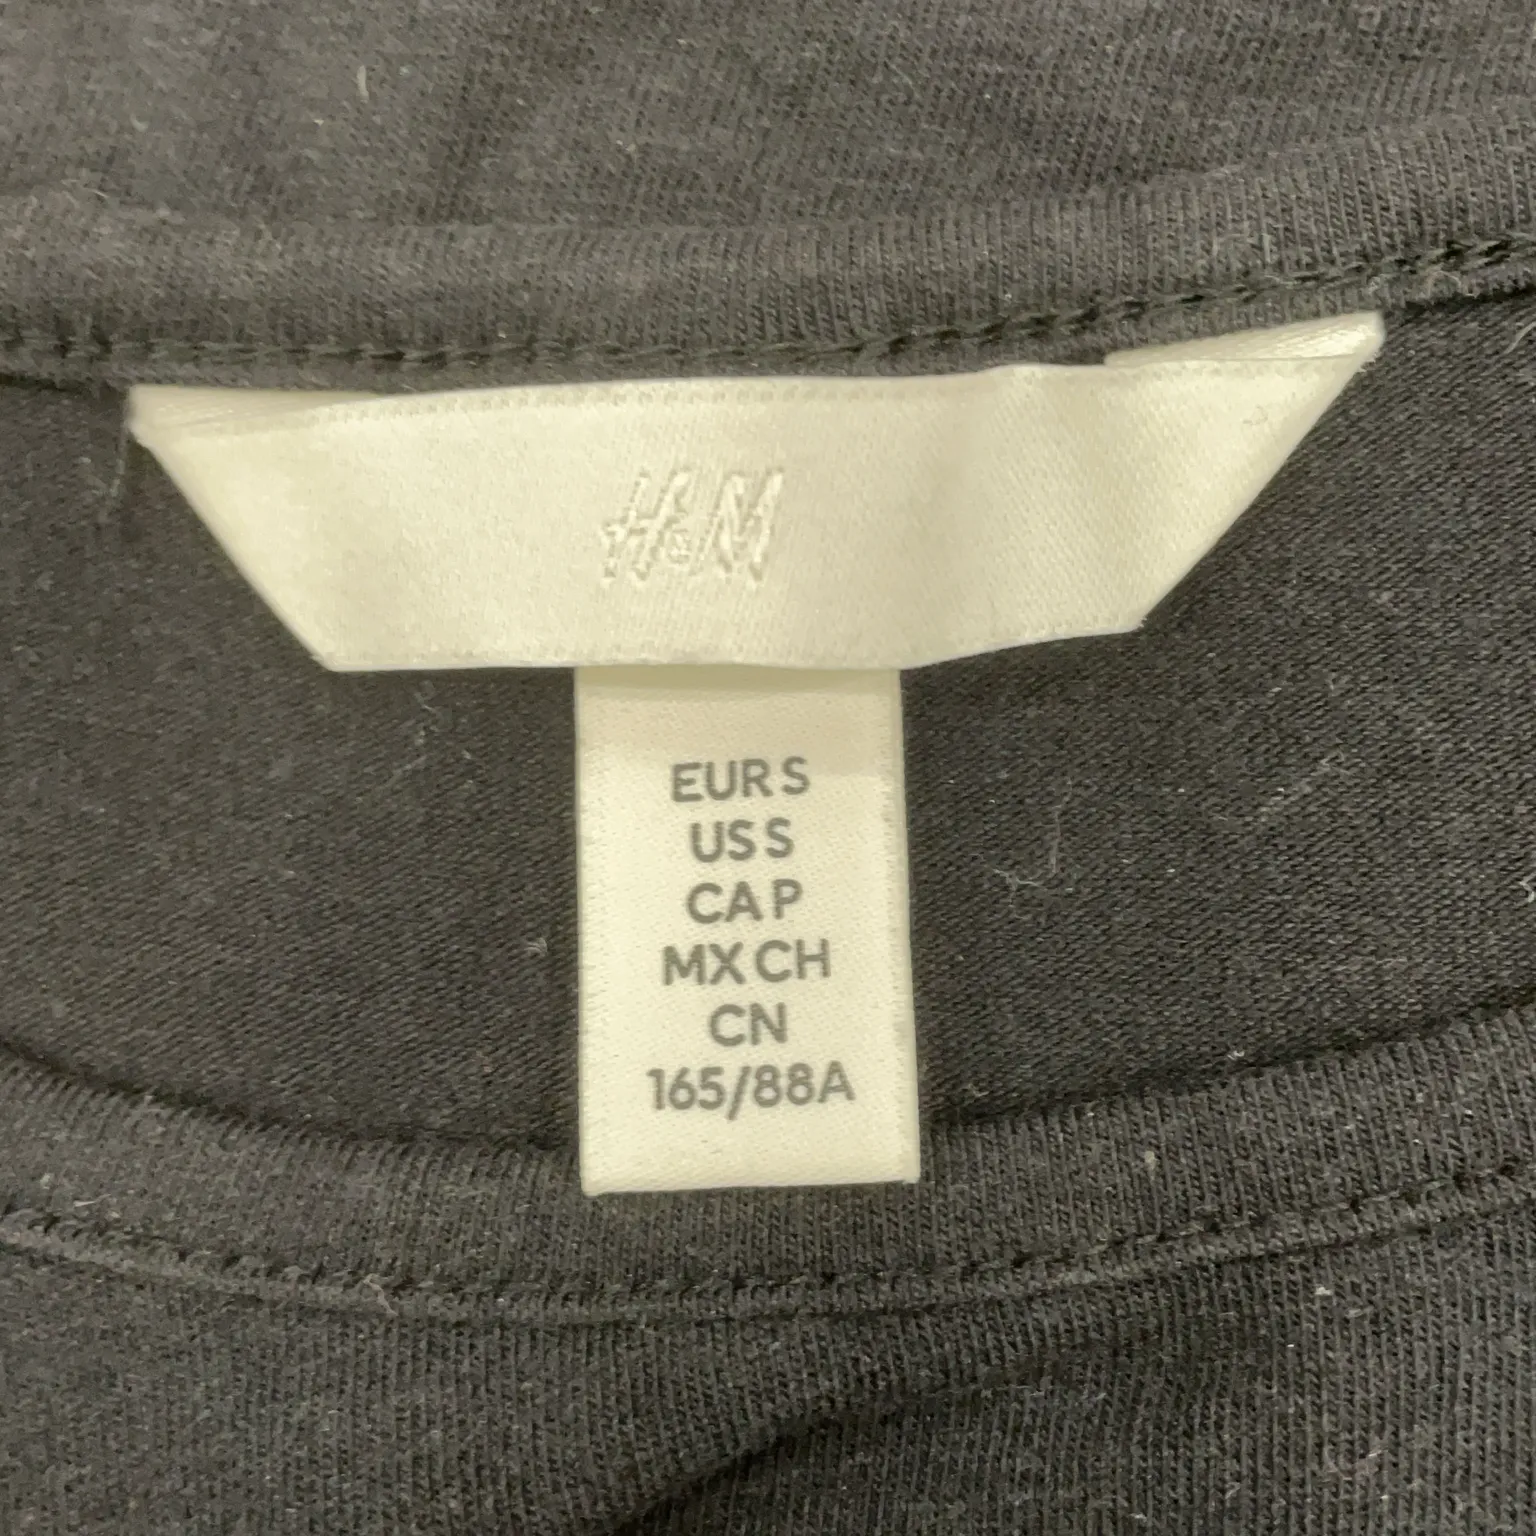 H&M
EUR S
US S
CA P
MX CH
CN
165/88A